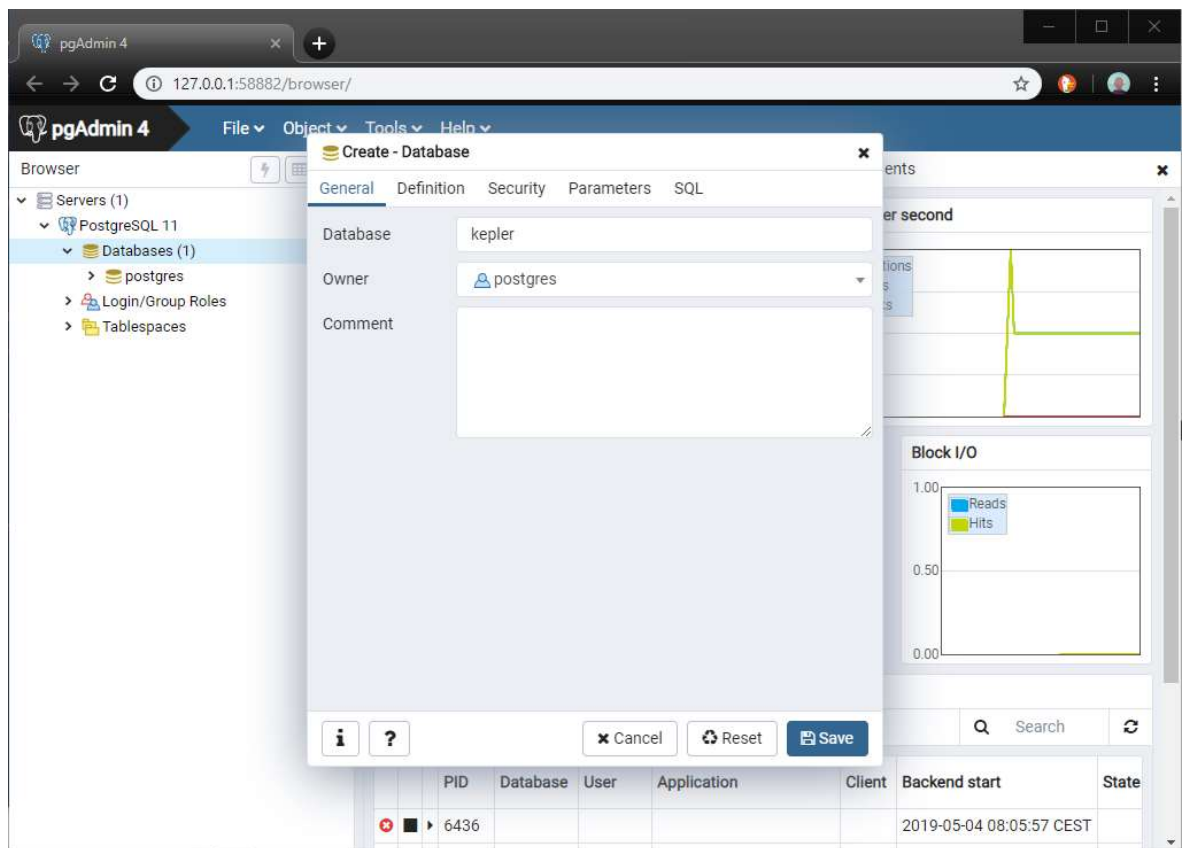 pgAdmin 4
127.0.0.1:58882/browser/
pgAdmin 4
File Object Tools Help
Create - Database
Browser
ents
General Definition Security Parameters SQL
Servers (1)
PostgreSQL 11
Databases (1)
postgres
Login/Group Roles
Tablespaces
Database kepler
Owner postgres
Comment
er second
tions
s
ts
Block I/O
1.00
Reads
Hits
0.50
0.00
i ? Cancel Reset Save
Search
PID Database User Application Client Backend start State
6436 2019-05-04 08:05:57 CEST